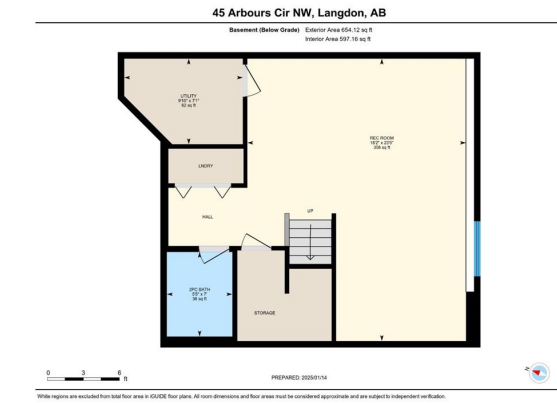 45 Arbours Cir NW, Langdon, AB
Basement (Below Grade) Exterior Area 654.12 sq ft
Interior Area 597.16 sq ft
UTILITY
9'10" x 7'1"
62 sq ft
REC ROOM
18'2" x 23'5"
358 sq ft
LNDRY
HALL
UP
2PC BATH
5'5" x 7'
38 sq ft
STORAGE
0 3 6
ft
PREPARED: 2025/01/14
N
White regions are excluded from total floor area in iGUIDE floor plans. All room dimensions and floor areas must be considered approximate and are subject to independent verification.